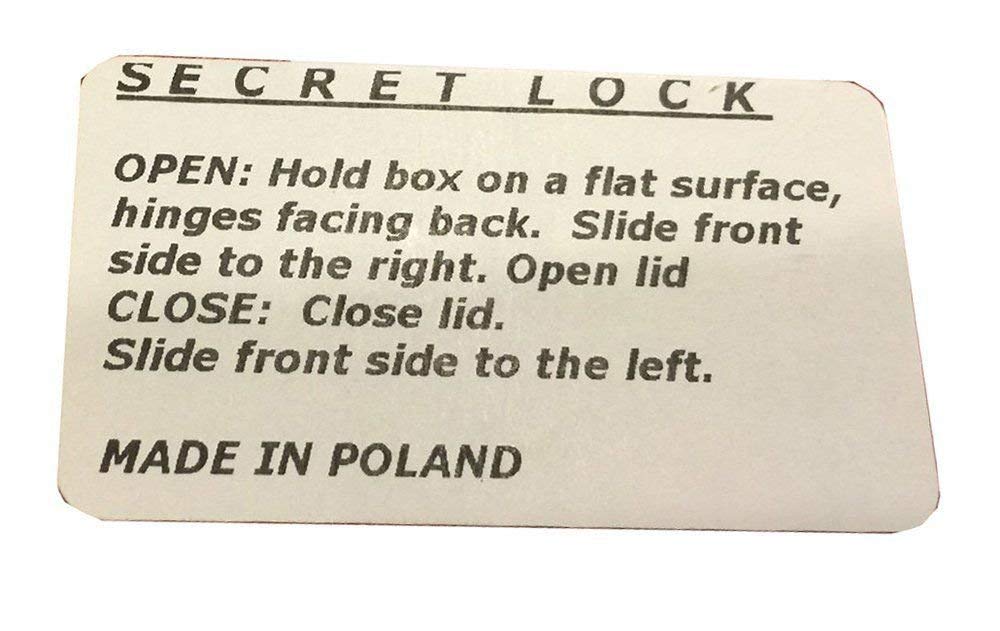 SECRET LOCK
OPEN: Hold box on a flat surface,
hinges facing back. Slide front
side to the right. Open lid
CLOSE: Close lid.
Slide front side to the left.
MADE IN POLAND